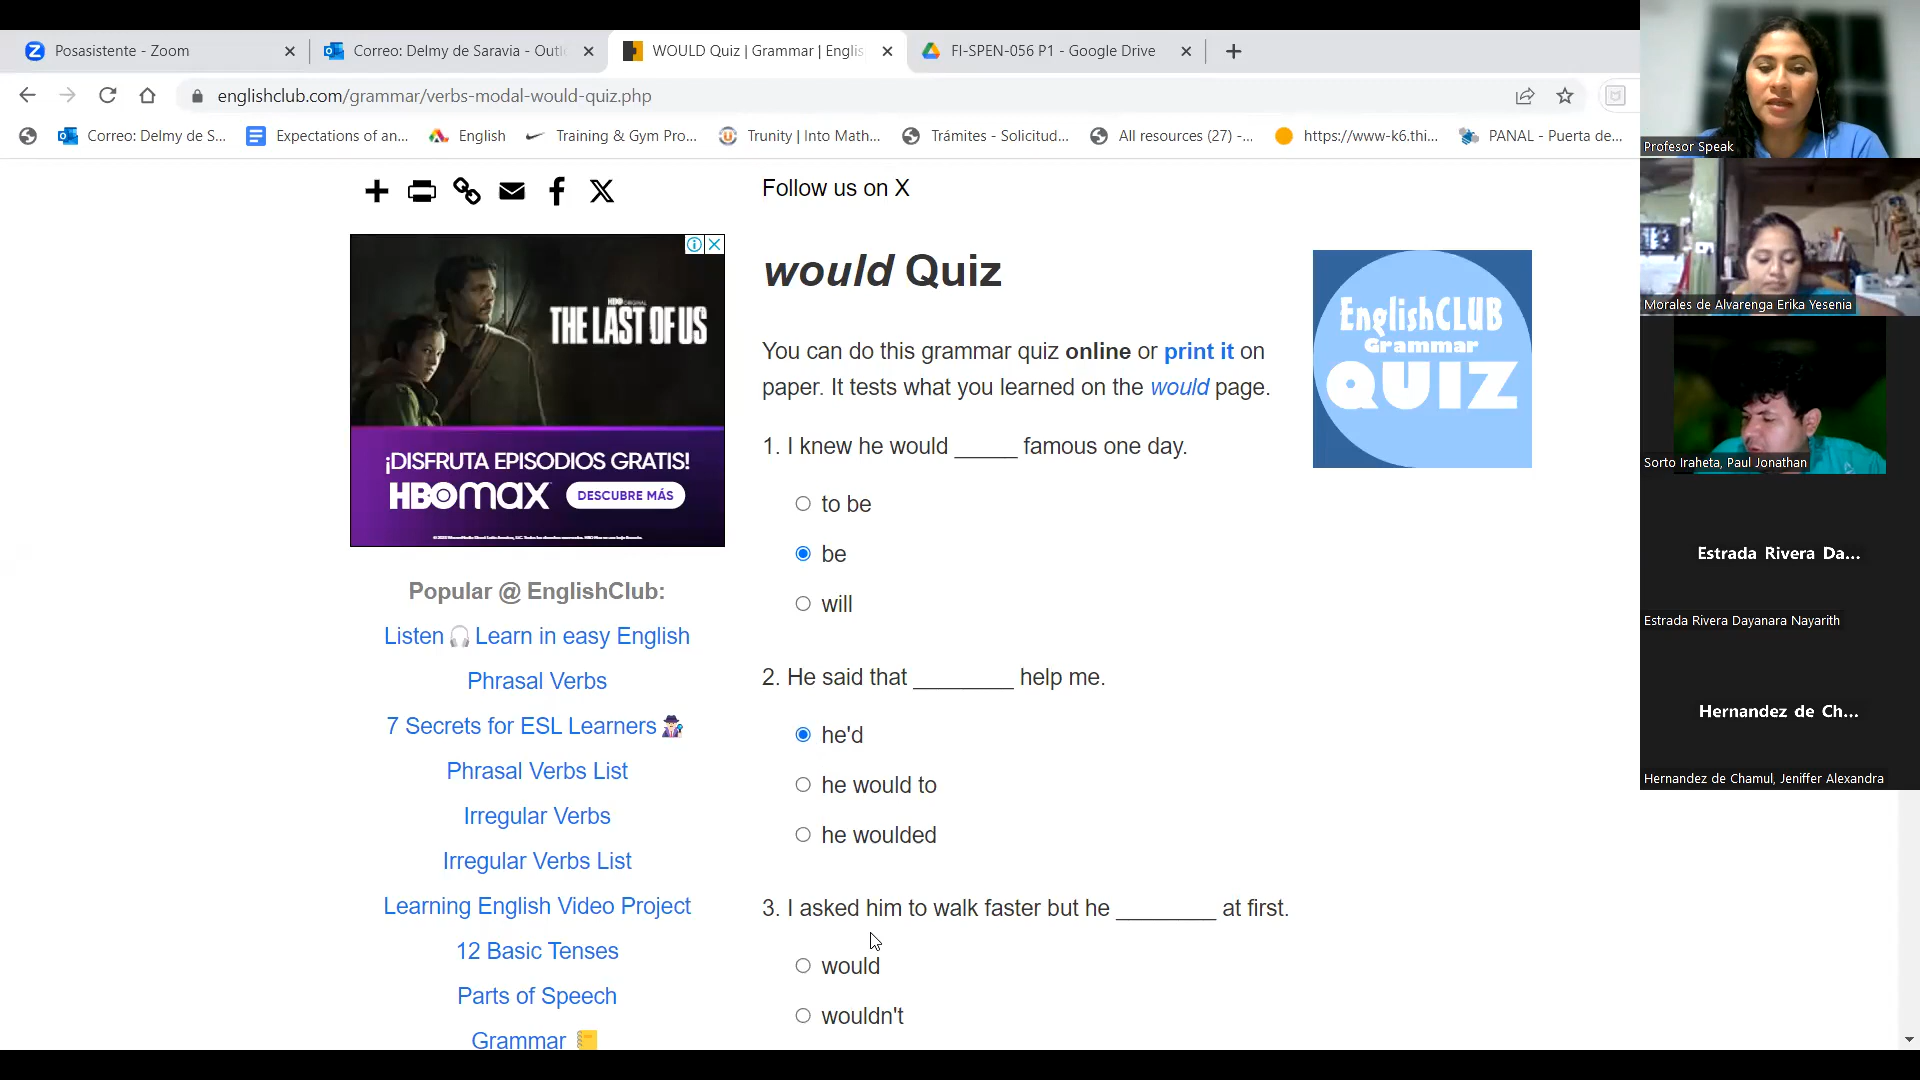 Posasistente - Zoom
Correo: Delmy de Saravia - Outl
WOULD Quiz | Grammar | Englis
FI-SPEN-056 P1 - Google Drive
englishclub.com/grammar/verbs-modal-would-quiz.php
Correo: Delmy de S...
Expectations of an...
English
Training & Gym Pro...
Trunity | Into Math...
Trámites - Solicitud...
All resources (27) -...
https://www-k6.thi...
PANAL - Puerta de...
Follow us on X
HBO ORIGINAL
THE LAST OF US
¡DISFRUTA EPISODIOS GRATIS!
HBOmax
DESCUBRE MÁS
Popular @ EnglishClub:
Listen 🎧 Learn in easy English
Phrasal Verbs
7 Secrets for ESL Learners
Phrasal Verbs List
Irregular Verbs
Irregular Verbs List
Learning English Video Project
12 Basic Tenses
Parts of Speech
Grammar
would Quiz
You can do this grammar quiz online or print it on
paper. It tests what you learned on the would page.
1. I knew he would _____ famous one day.
to be
be
will
2. He said that ________ help me.
he'd
he would to
he woulded
3. I asked him to walk faster but he ________ at first.
would
wouldn't
EnglishCLUB
Grammar
QUIZ
Profesor Speak
Morales de Alvarenga Erika Yesenia
Sorto Iraheta, Paul Jonathan
Estrada Rivera Da...
Estrada Rivera Dayanara Nayarith
Hernandez de Ch...
Hernandez de Chamul, Jeniffer Alexandra